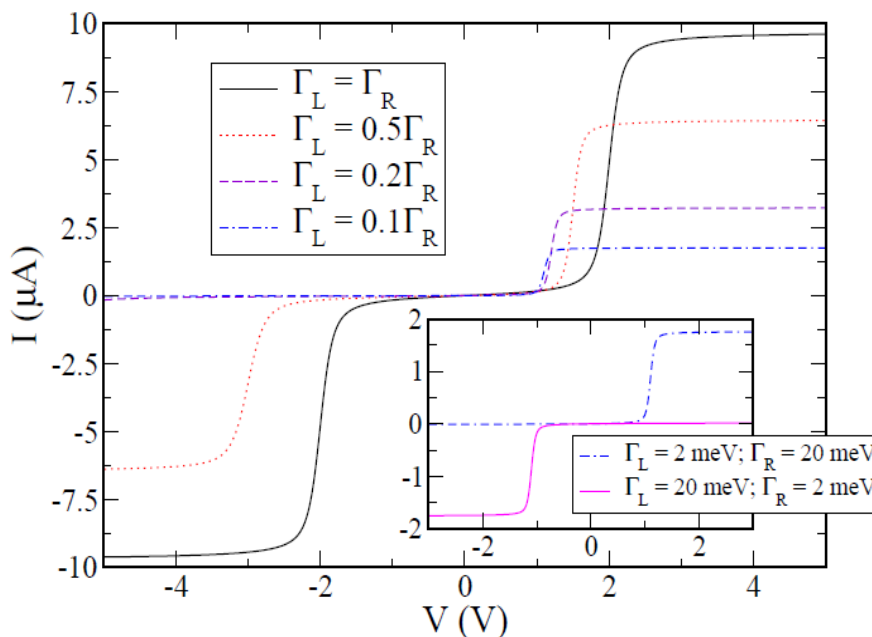 10
7.5
5
2.5
0
-2.5
-5
-7.5
-10
I (μA)
Γ_L = Γ_R
Γ_L = 0.5Γ_R
Γ_L = 0.2Γ_R
Γ_L = 0.1Γ_R
2
1
0
-1
-2
Γ_L = 2 meV; Γ_R = 20 meV
Γ_L = 20 meV; Γ_R = 2 meV
-2 0 2
-4 -2 0 2 4
V (V)